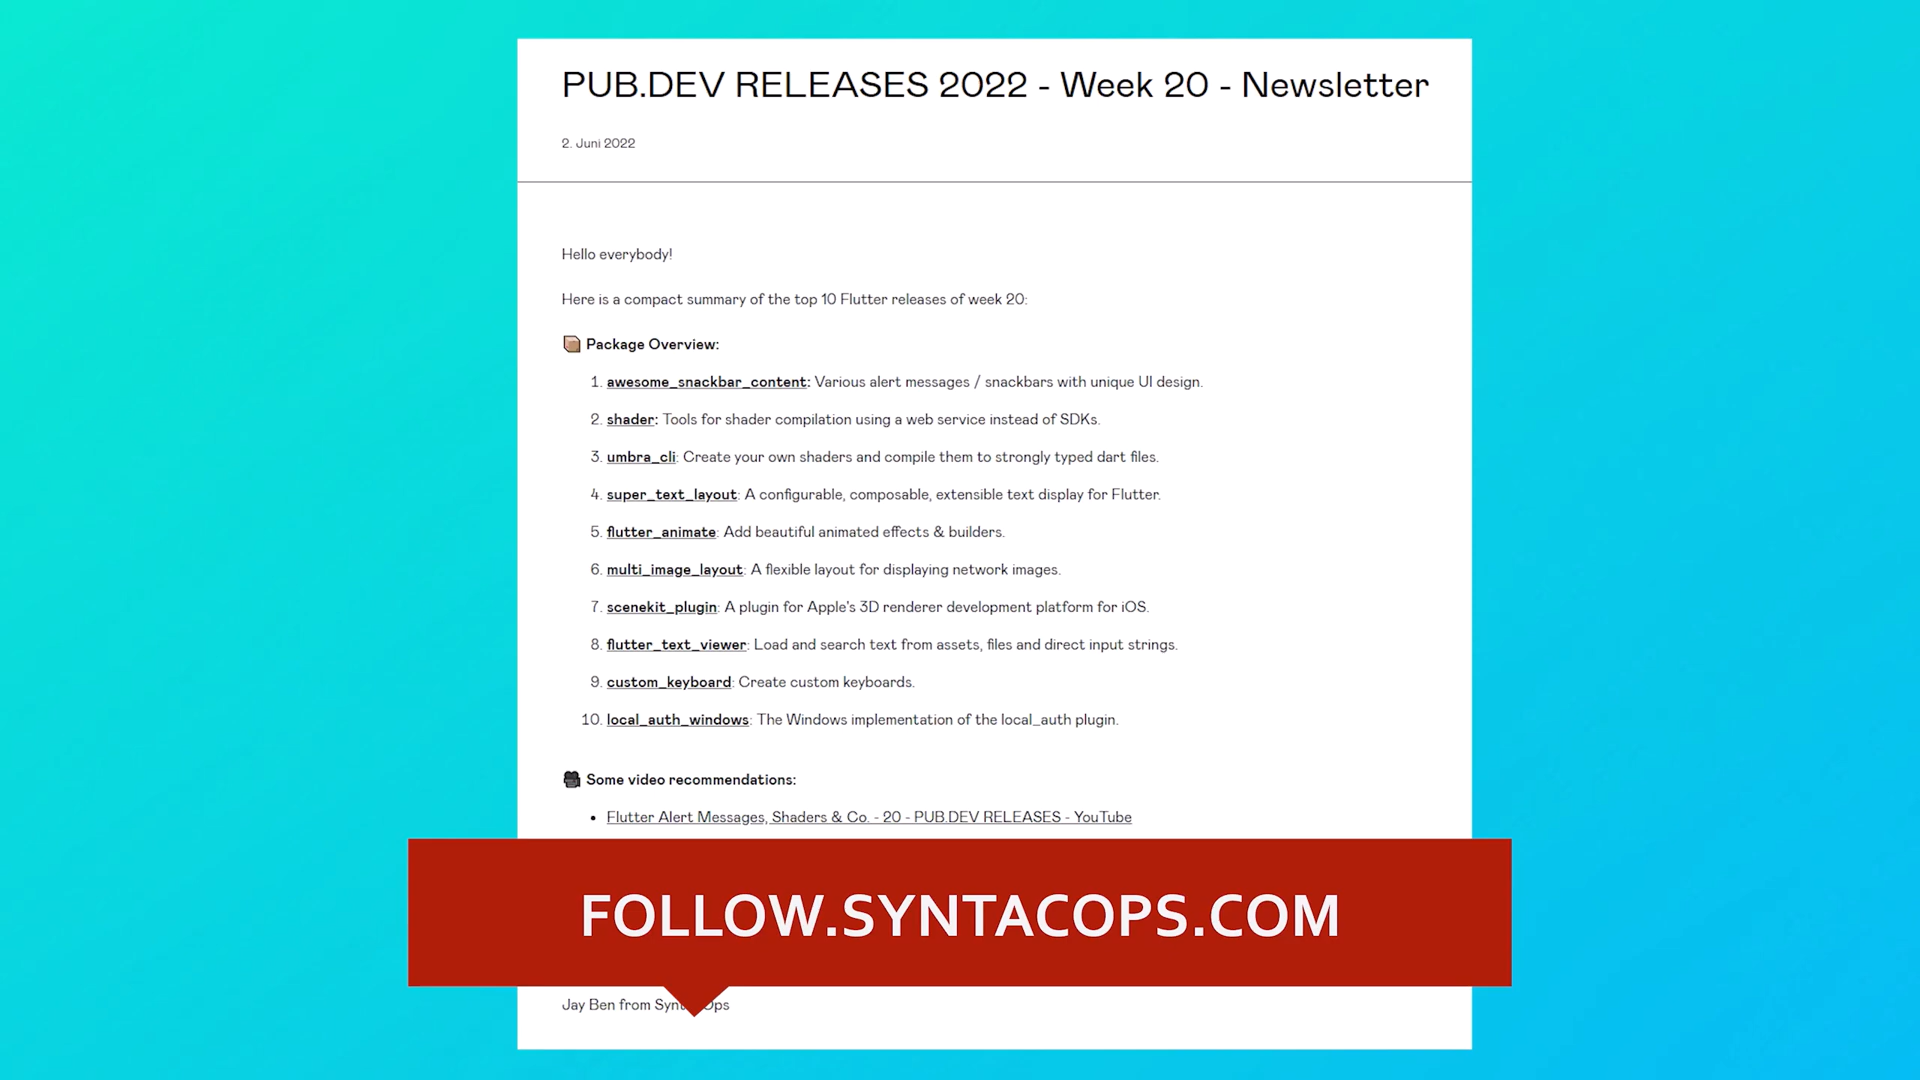 PUB.DEV RELEASES 2022 - Week 20 - Newsletter
2. Juni 2022
Hello everybody!
Here is a compact summary of the top 10 Flutter releases of week 20:
Package Overview:
1. awesome_snackbar_content: Various alert messages / snackbars with unique UI design.
2. shader: Tools for shader compilation using a web service instead of SDKs.
3. umbra_cli: Create your own shaders and compile them to strongly typed dart files.
4. super_text_layout: A configurable, composable, extensible text display for Flutter.
5. flutter_animate: Add beautiful animated effects & builders.
6. multi_image_layout: A flexible layout for displaying network images.
7. scenekit_plugin: A plugin for Apple's 3D renderer development platform for iOS.
8. flutter_text_viewer: Load and search text from assets, files and direct input strings.
9. custom_keyboard: Create custom keyboards.
10. local_auth_windows: The Windows implementation of the local_auth plugin.
Some video recommendations:
• Flutter Alert Messages, Shaders & Co. - 20 - PUB.DEV RELEASES - YouTube
FOLLOW.SYNTACOPS.COM
Jay Ben from